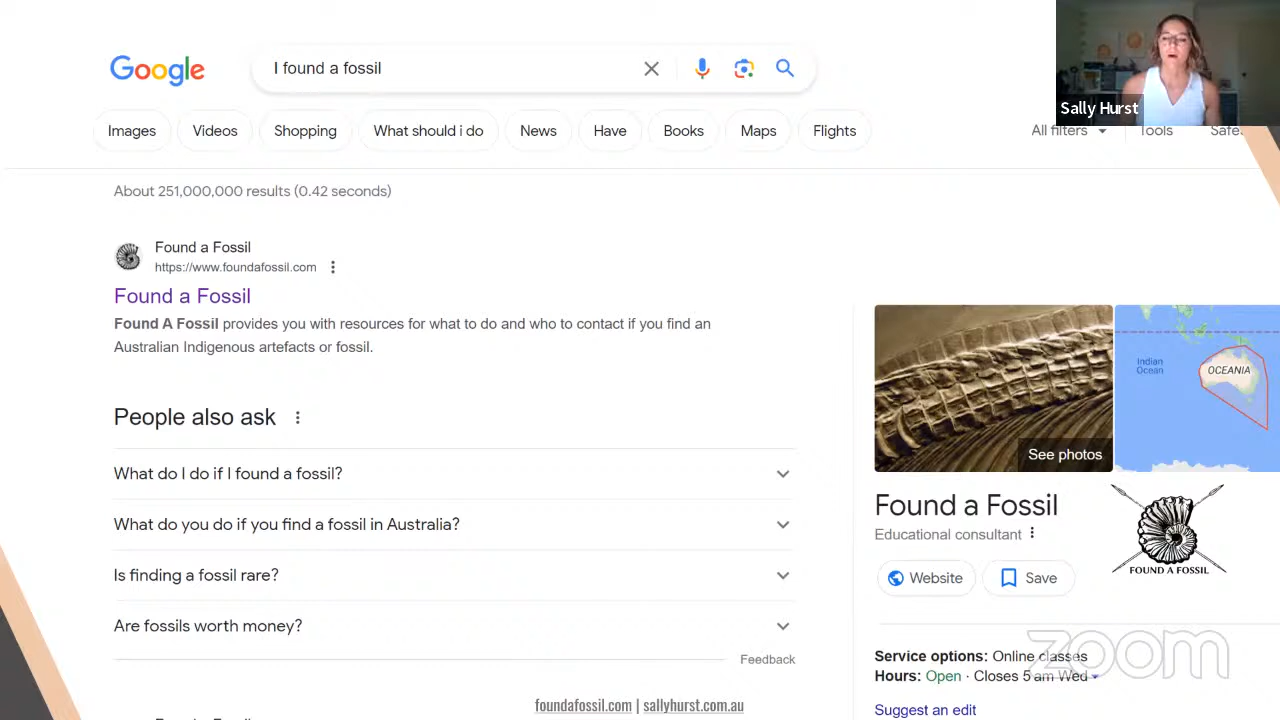 Google
I found a fossil
Sally Hurst
Images
Videos
Shopping
What should i do
News
Have
Books
Maps
Flights
All filters
Tools
Safe
About 251,000,000 results (0.42 seconds)
Found a Fossil
https://www.foundafossil.com
Found a Fossil
Found A Fossil provides you with resources for what to do and who to contact if you find an
Australian Indigenous artefacts or fossil.
People also ask
What do I do if I found a fossil?
What do you do if you find a fossil in Australia?
Is finding a fossil rare?
Are fossils worth money?
Feedback
See photos
Indian
Ocean
OCEANIA
Found a Fossil
Educational consultant
FOUND A FOSSIL
Website
Save
Service options: Online classes
Hours: Open · Closes 5 am Wed
Suggest an edit
zoom
foundafossil.com | sallyhurst.com.au